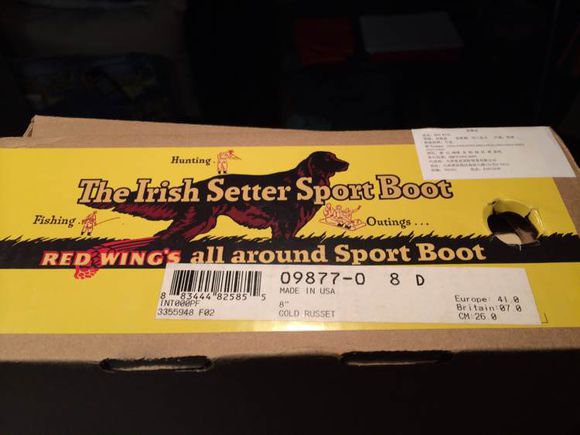 Hunting
The Irish Setter Sport Boot
Fishing
Outings...
RED WING'S all around Sport Boot
8 83444 82585 5
INT000PF
3355948 F02
09877-0 8 D
MADE IN USA
8"
GOLD RUSSET
Europe: 41.0
Britain: 07.0
CM: 26.0